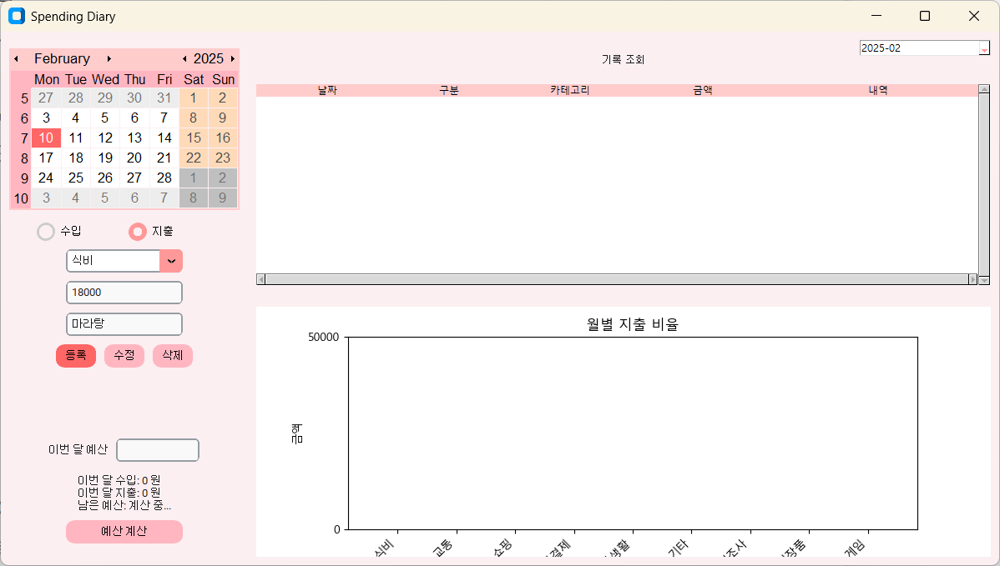 Spending Diary
February 2025
Mon Tue Wed Thu Fri Sat Sun
5 27 28 29 30 31 1 2
6 3 4 5 6 7 8 9
7 10 11 12 13 14 15 16
8 17 18 19 20 21 22 23
9 24 25 26 27 28 1 2
10 3 4 5 6 7 8 9
수입 지출
식비
18000
마라탕
등록 수정 삭제
이번 달 예산
이번 달 수입: 0 원
이번 달 지출: 0 원
남은 예산: 계산 중...
예산 계산
기록 조회
2025-02
날짜 구분 카테고리 금액 내역
월별 지출 비율
50000
금액
0
식비 교통 쇼핑 결제 생활 기타 조사 장품 게임